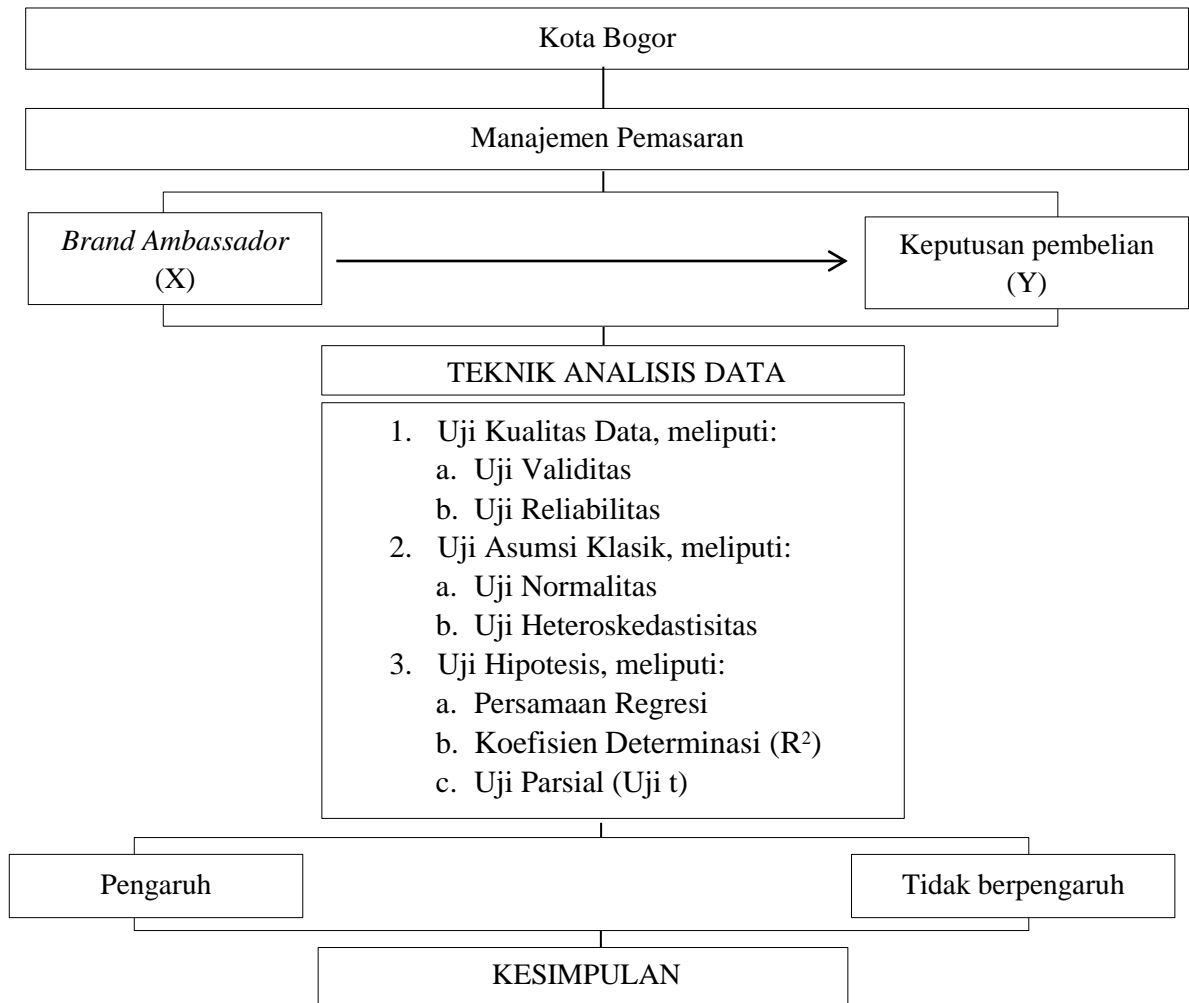 Kota Bogor
Manajemen Pemasaran
Brand Ambassador
(X)
Keputusan pembelian
(Y)
TEKNIK ANALISIS DATA
1. Uji Kualitas Data, meliputi:
a. Uji Validitas
b. Uji Reliabilitas
2. Uji Asumsi Klasik, meliputi:
a. Uji Normalitas
b. Uji Heteroskedastisitas
3. Uji Hipotesis, meliputi:
a. Persamaan Regresi
b. Koefisien Determinasi (R²)
c. Uji Parsial (Uji t)
Pengaruh
Tidak berpengaruh
KESIMPULAN